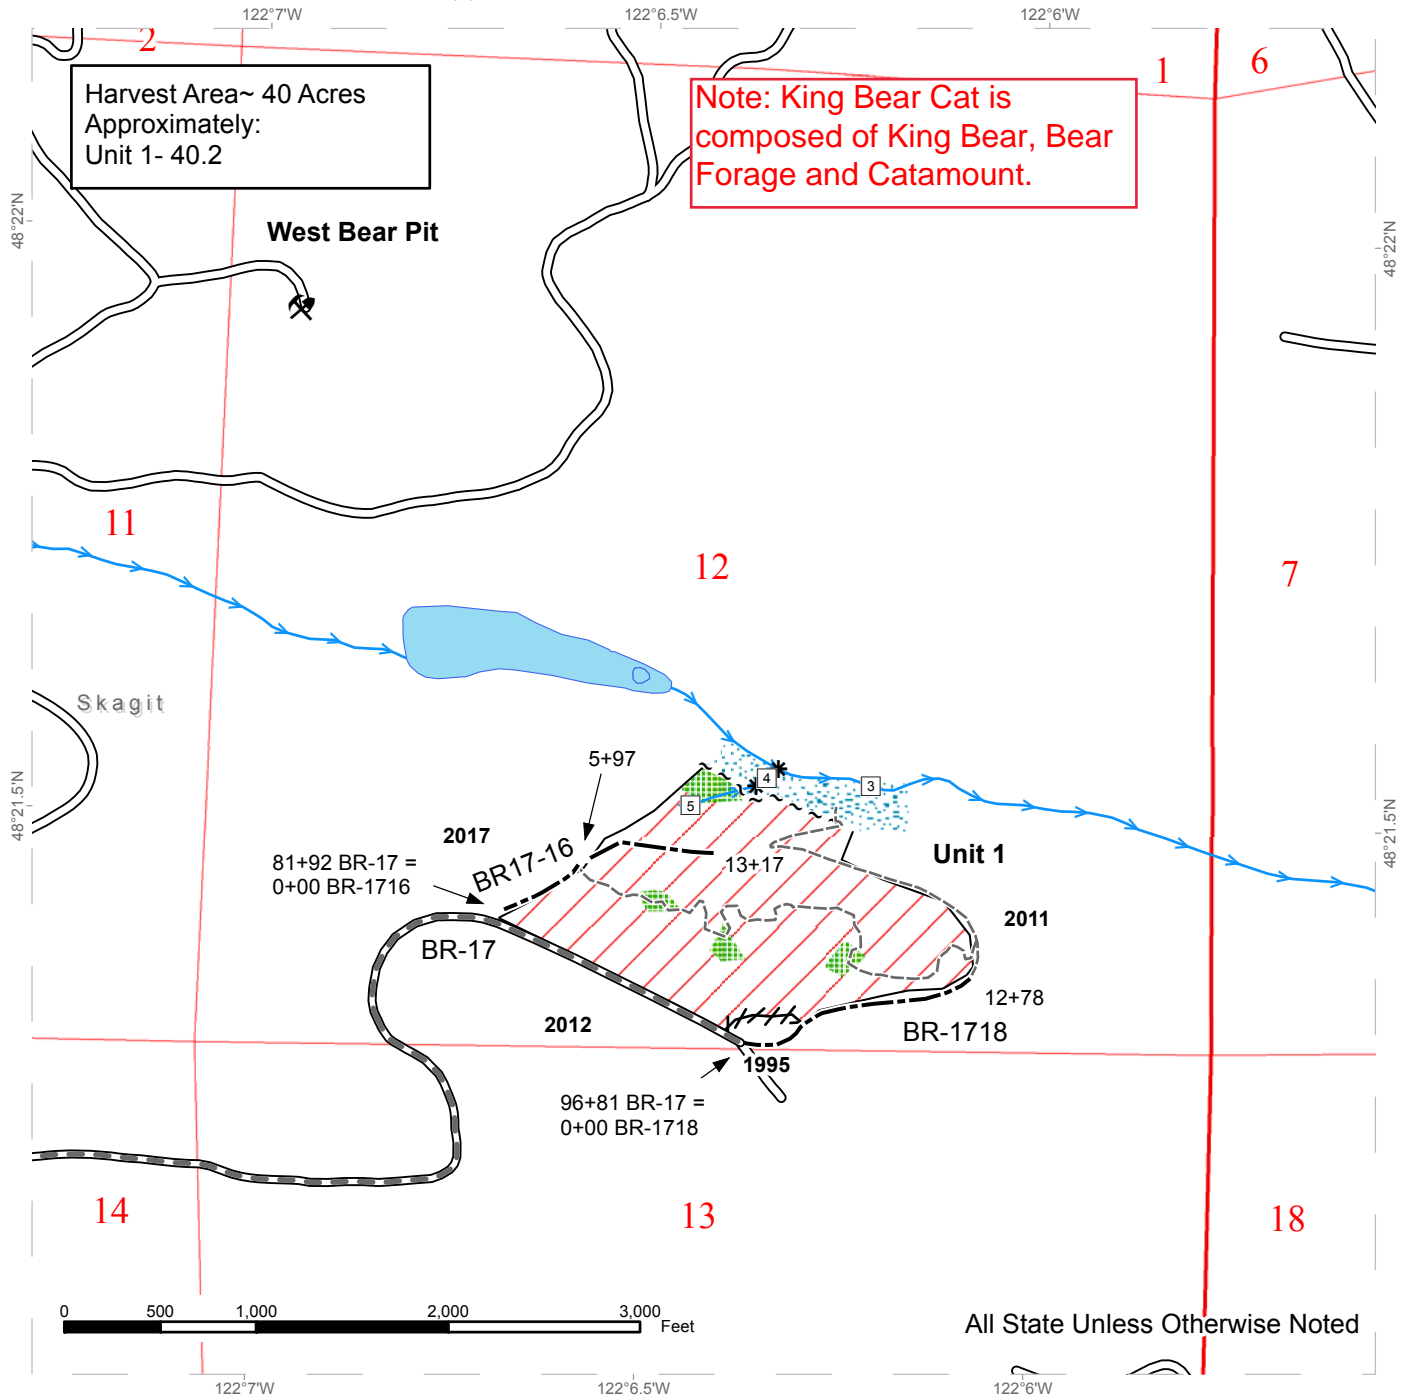 122°7'W
122°6.5'W
122°6'W
2
1
6
Harvest Area~ 40 Acres
Approximately:
Unit 1- 40.2
Note: King Bear Cat is
composed of King Bear, Bear
Forage and Catamount.
48°22'N
48°22'N
West Bear Pit
11
12
7
Skagit
48°21.5'N
48°21.5'N
5+97
4
3
5
2017
BR17-16
13+17
Unit 1
81+92 BR-17 =
0+00 BR-1716
2011
BR-17
12+78
2012
BR-1718
1995
96+81 BR-17 =
0+00 BR-1718
14
13
18
0
500
1,000
2,000
3,000
Feet
All State Unless Otherwise Noted
122°7'W
122°6.5'W
122°6'W